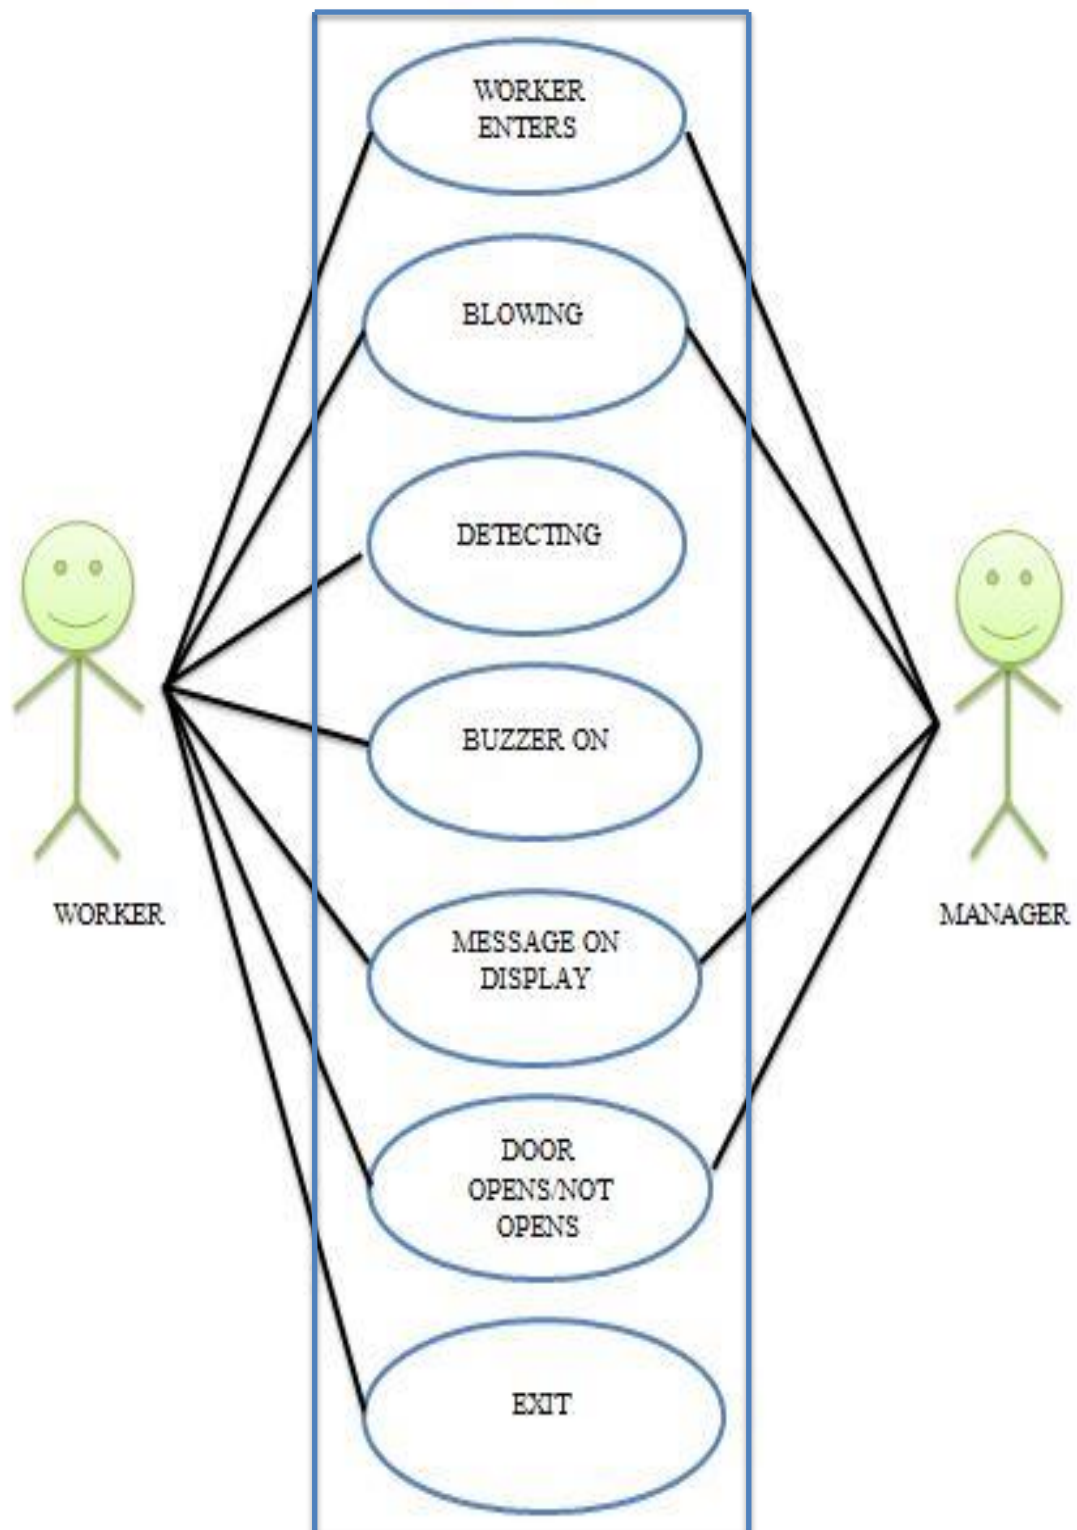 WORKER
ENTERS
BLOWING
DETECTING
BUZZER ON
WORKER
MANAGER
MESSAGE ON
DISPLAY
DOOR
OPENS/NOT
OPENS
EXIT